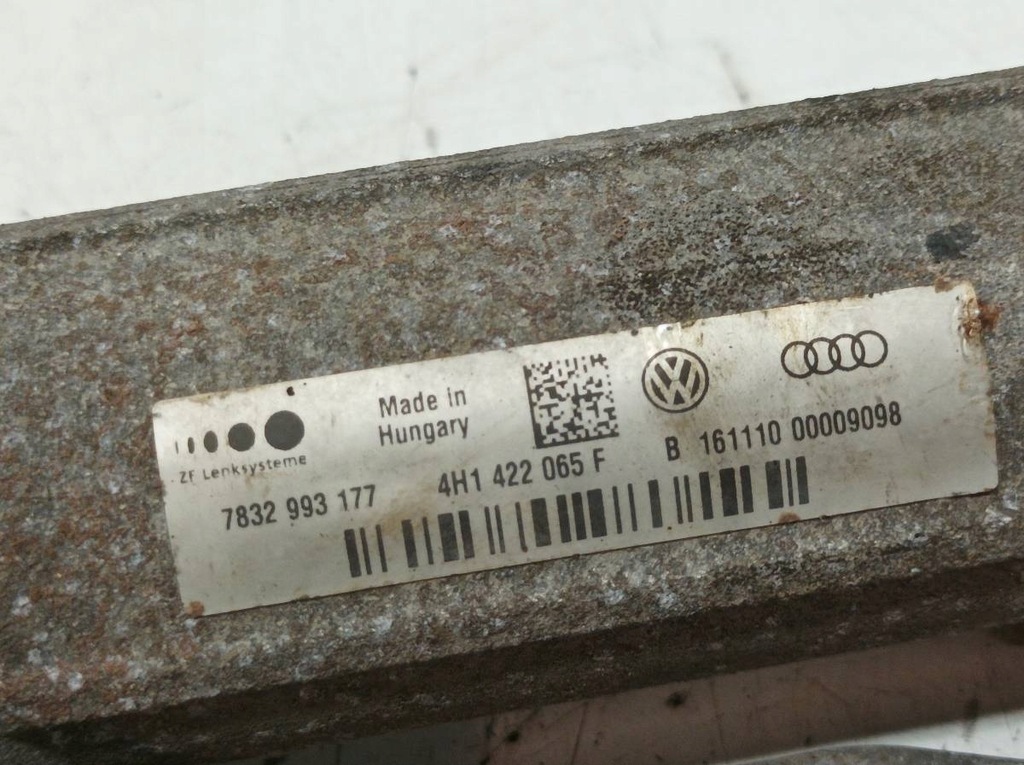 Made in
Hungary
ZF Lenksysteme
7832 993 177 4H1 422 065 F B 161110 00009098